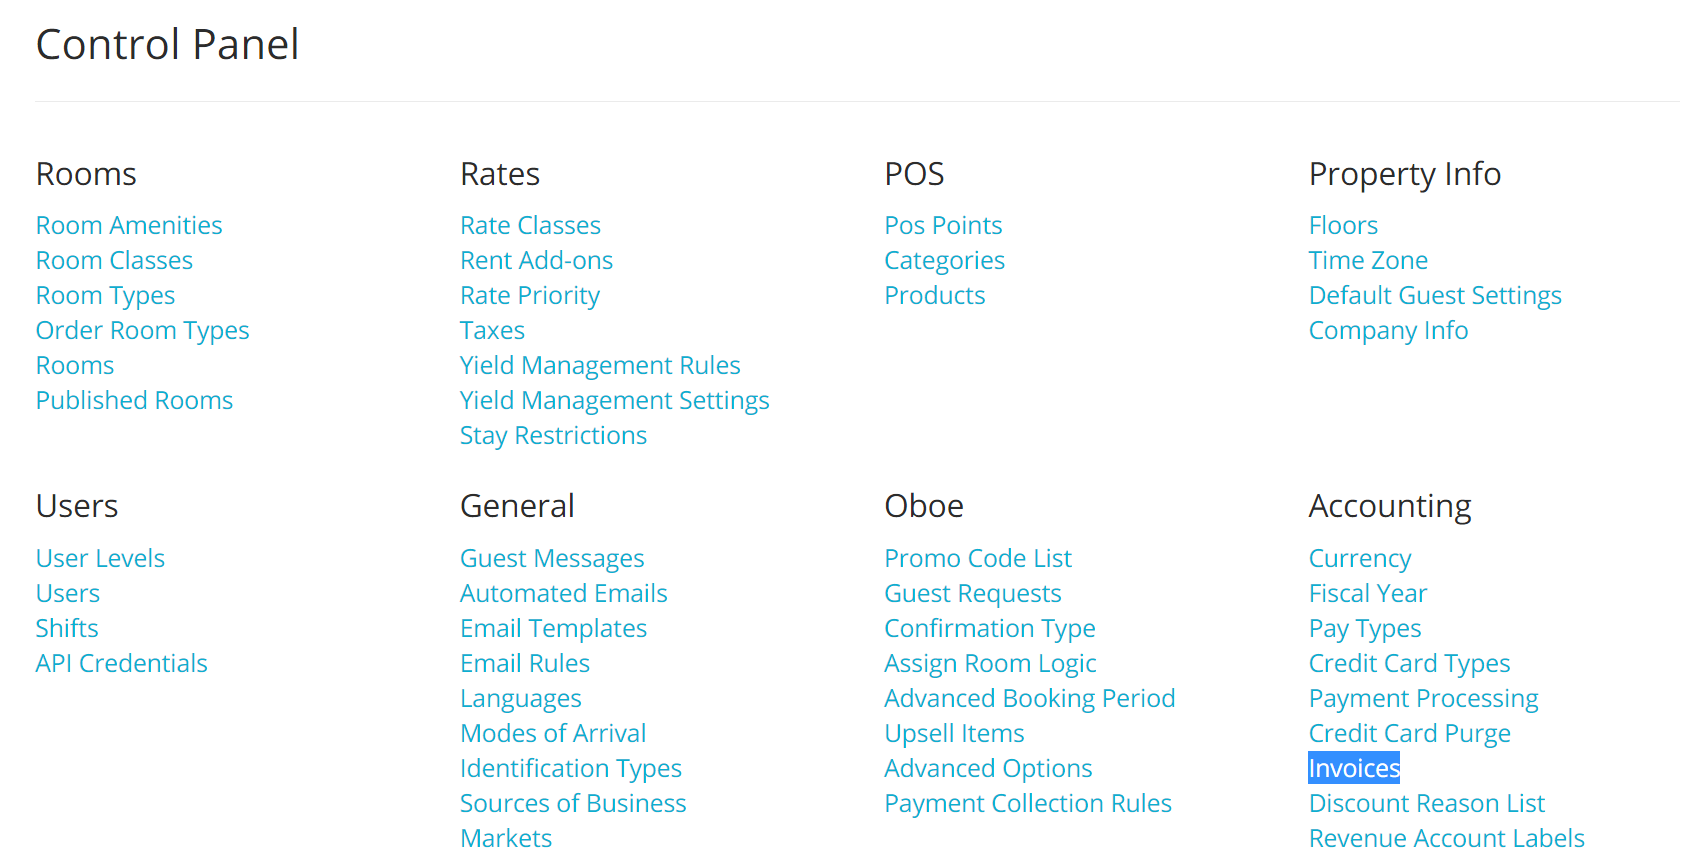 Control Panel
Rooms
Room Amenities
Room Classes
Room Types
Order Room Types
Rooms
Published Rooms
Rates
Rate Classes
Rent Add-ons
Rate Priority
Taxes
Yield Management Rules
Yield Management Settings
Stay Restrictions
POS
Pos Points
Categories
Products
Property Info
Floors
Time Zone
Default Guest Settings
Company Info
Users
User Levels
Users
Shifts
API Credentials
General
Guest Messages
Automated Emails
Email Templates
Email Rules
Languages
Modes of Arrival
Identification Types
Sources of Business
Markets
Oboe
Promo Code List
Guest Requests
Confirmation Type
Assign Room Logic
Advanced Booking Period
Upsell Items
Advanced Options
Payment Collection Rules
Accounting
Currency
Fiscal Year
Pay Types
Credit Card Types
Payment Processing
Credit Card Purge
Invoices
Discount Reason List
Revenue Account Labels